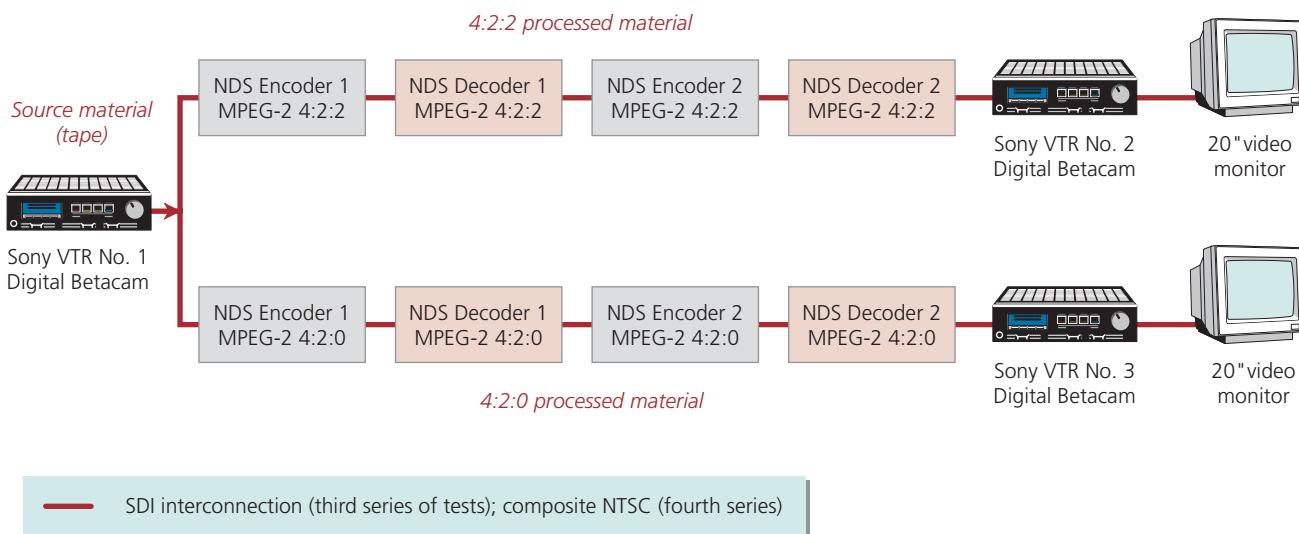 4:2:2 processed material
Source material
(tape)
NDS Encoder 1
MPEG-2 4:2:2
NDS Decoder 1
MPEG-2 4:2:2
NDS Encoder 2
MPEG-2 4:2:2
NDS Decoder 2
MPEG-2 4:2:2
Sony VTR No. 2
Digital Betacam
20"video
monitor
Sony VTR No. 1
Digital Betacam
NDS Encoder 1
MPEG-2 4:2:0
NDS Decoder 1
MPEG-2 4:2:0
NDS Encoder 2
MPEG-2 4:2:0
NDS Decoder 2
MPEG-2 4:2:0
Sony VTR No. 3
Digital Betacam
20"video
monitor
4:2:0 processed material
SDI interconnection (third series of tests); composite NTSC (fourth series)